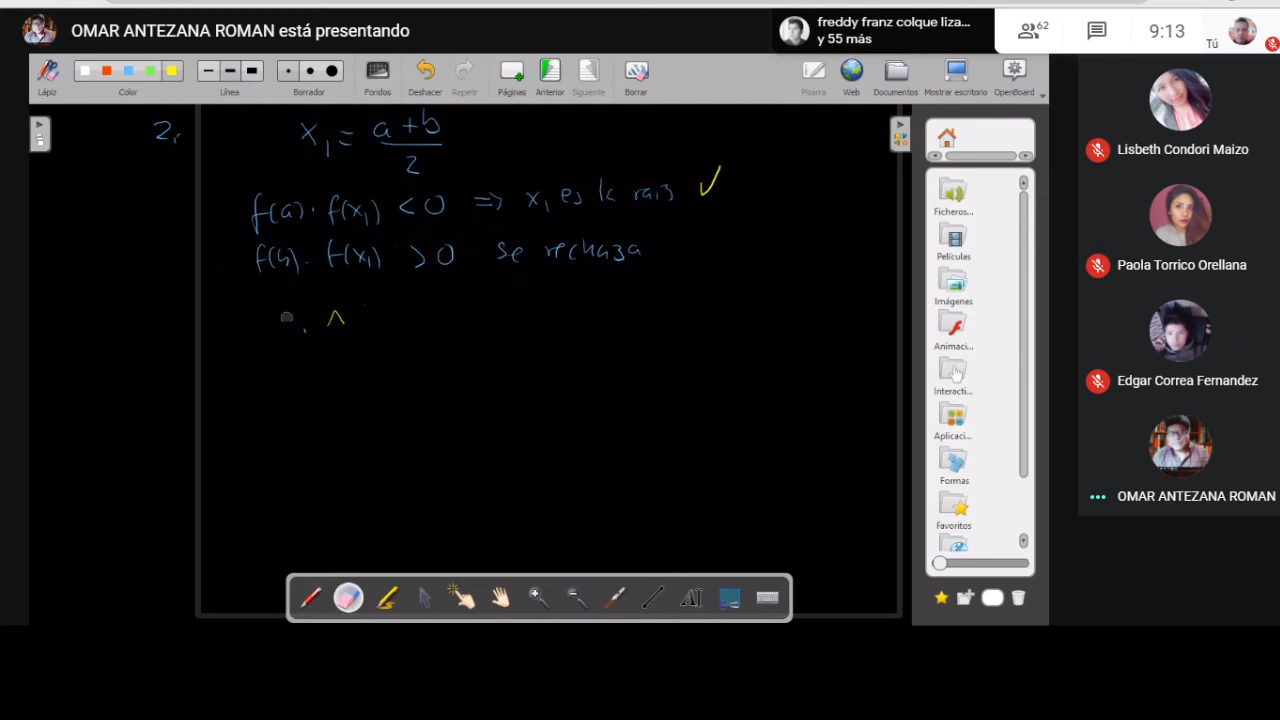 OMAR ANTEZANA ROMAN está presentando
freddy franz colque liza...
y 55 más
62
9:13
Tú
Lápiz
Color
Línea
Borrador
Fondos
Deshacer
Repetir
Páginas
Anterior
Siguiente
Borrar
Pizarra
Web
Documentos
Mostrar escritorio
OpenBoard
2.
x₁ = a+b
2
f(a). f(x₁) < 0 => x₁ es la raiz ✓
f(b). f(x₁) > 0 se rechaza
^
Ficheros...
Películas
Imágenes
Animaci...
Interacti...
Aplicaci...
Formas
Favoritos
Lisbeth Condori Maizo
Paola Torrico Orellana
Edgar Correa Fernandez
OMAR ANTEZANA ROMAN
AI